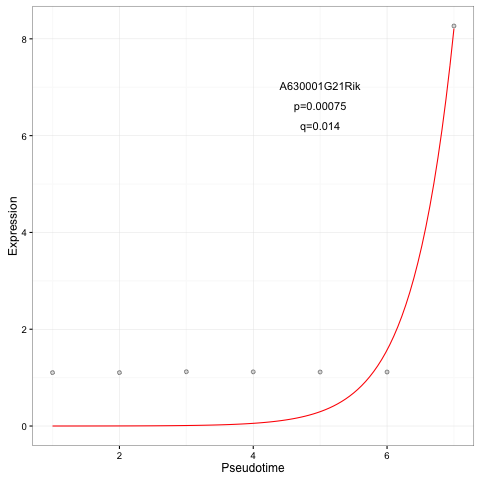 8
A630001G21Rik
p=0.00075
q=0.014
6
Expression
4
2
0
2 4 6
Pseudotime